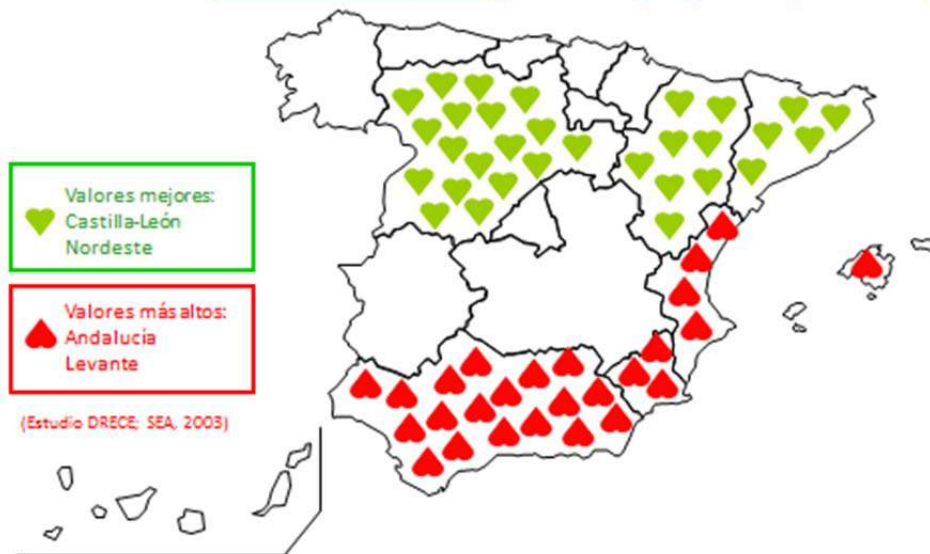 Valores mejores:
Castilla-León
Nordeste
Valores más altos:
Andalucía
Levante
(Estudio DRECE; SEA, 2003)